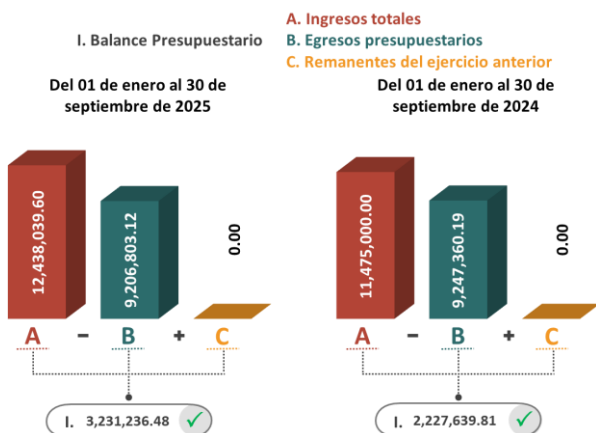 A. Ingresos totales
I. Balance Presupuestario
B. Egresos presupuestarios
C. Remanentes del ejercicio anterior
Del 01 de enero al 30 de
septiembre de 2025
12,438,039.60
9,206,803.12
0.00
A - B + C
I. 3,231,236.48 ✓
Del 01 de enero al 30 de
septiembre de 2024
11,475,000.00
9,247,360.19
0.00
A - B + C
I. 2,227,639.81 ✓